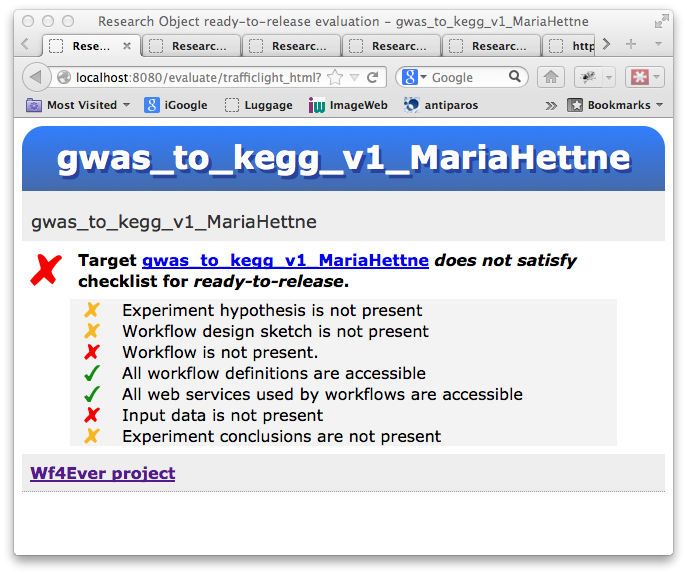 Research Object ready-to-release evaluation - gwas_to_kegg_v1_MariaHettne
Rese... Researc... Researc... Researc... Researc... http
localhost:8080/evaluate/trafficlight_html? Google
Most Visited iGoogle Luggage ImageWeb antiparos Bookmarks
gwas_to_kegg_v1_MariaHettne
gwas_to_kegg_v1_MariaHettne
Target gwas_to_kegg_v1_MariaHettne does not satisfy
checklist for ready-to-release.
Experiment hypothesis is not present
Workflow design sketch is not present
Workflow is not present.
All workflow definitions are accessible
All web services used by workflows are accessible
Input data is not present
Experiment conclusions are not present
Wf4Ever project